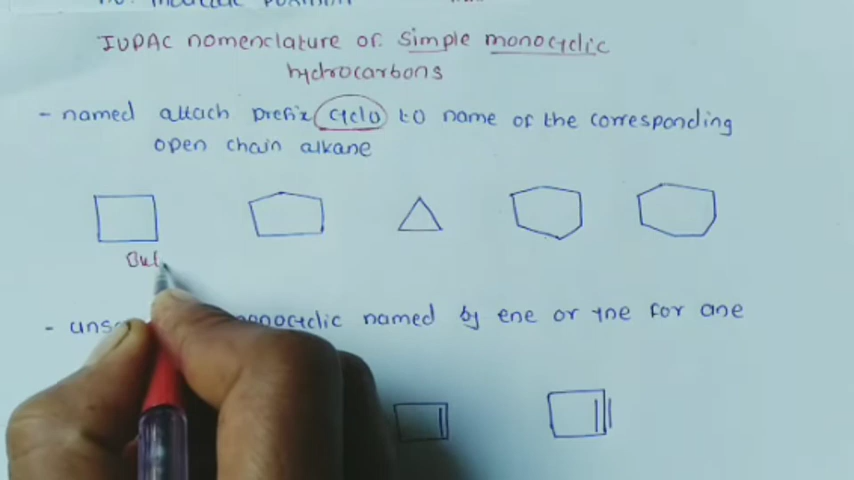 IUPAC nomenclature of simple monocyclic
hydrocarbons
- named attach prefix cyclo to name of the corresponding
open chain alkane
But
- monocyclic named by ene or yne for ane